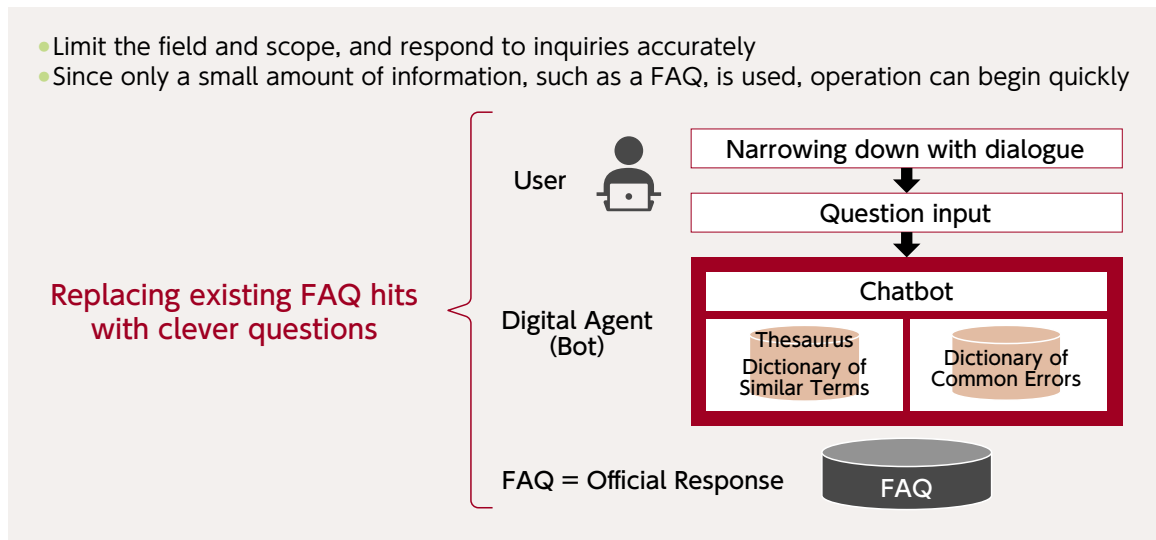 •Limit the field and scope, and respond to inquiries accurately
•Since only a small amount of information, such as a FAQ, is used, operation can begin quickly
Replacing existing FAQ hits
with clever questions
User
Narrowing down with dialogue
Question input
Digital Agent
(Bot)
Chatbot
Thesaurus
Dictionary of
Similar Terms
Dictionary of
Common Errors
FAQ = Official Response
FAQ